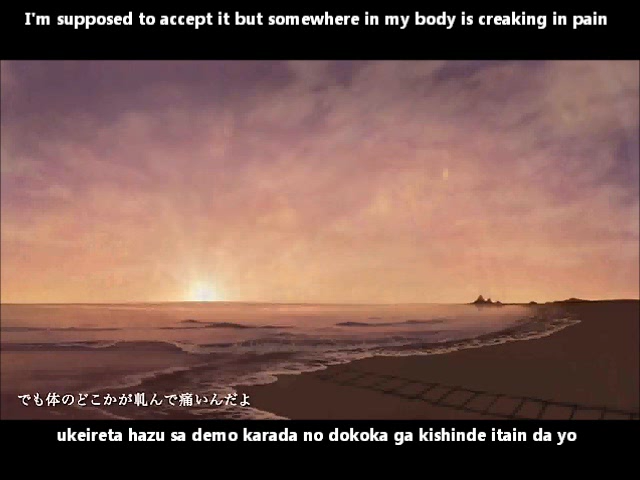 I'm supposed to accept it but somewhere in my body is creaking in pain
でも体のどこかが軋んで痛いんだよ
ukeireta hazu sa demo karada no dokoka ga kishinde itain da yo